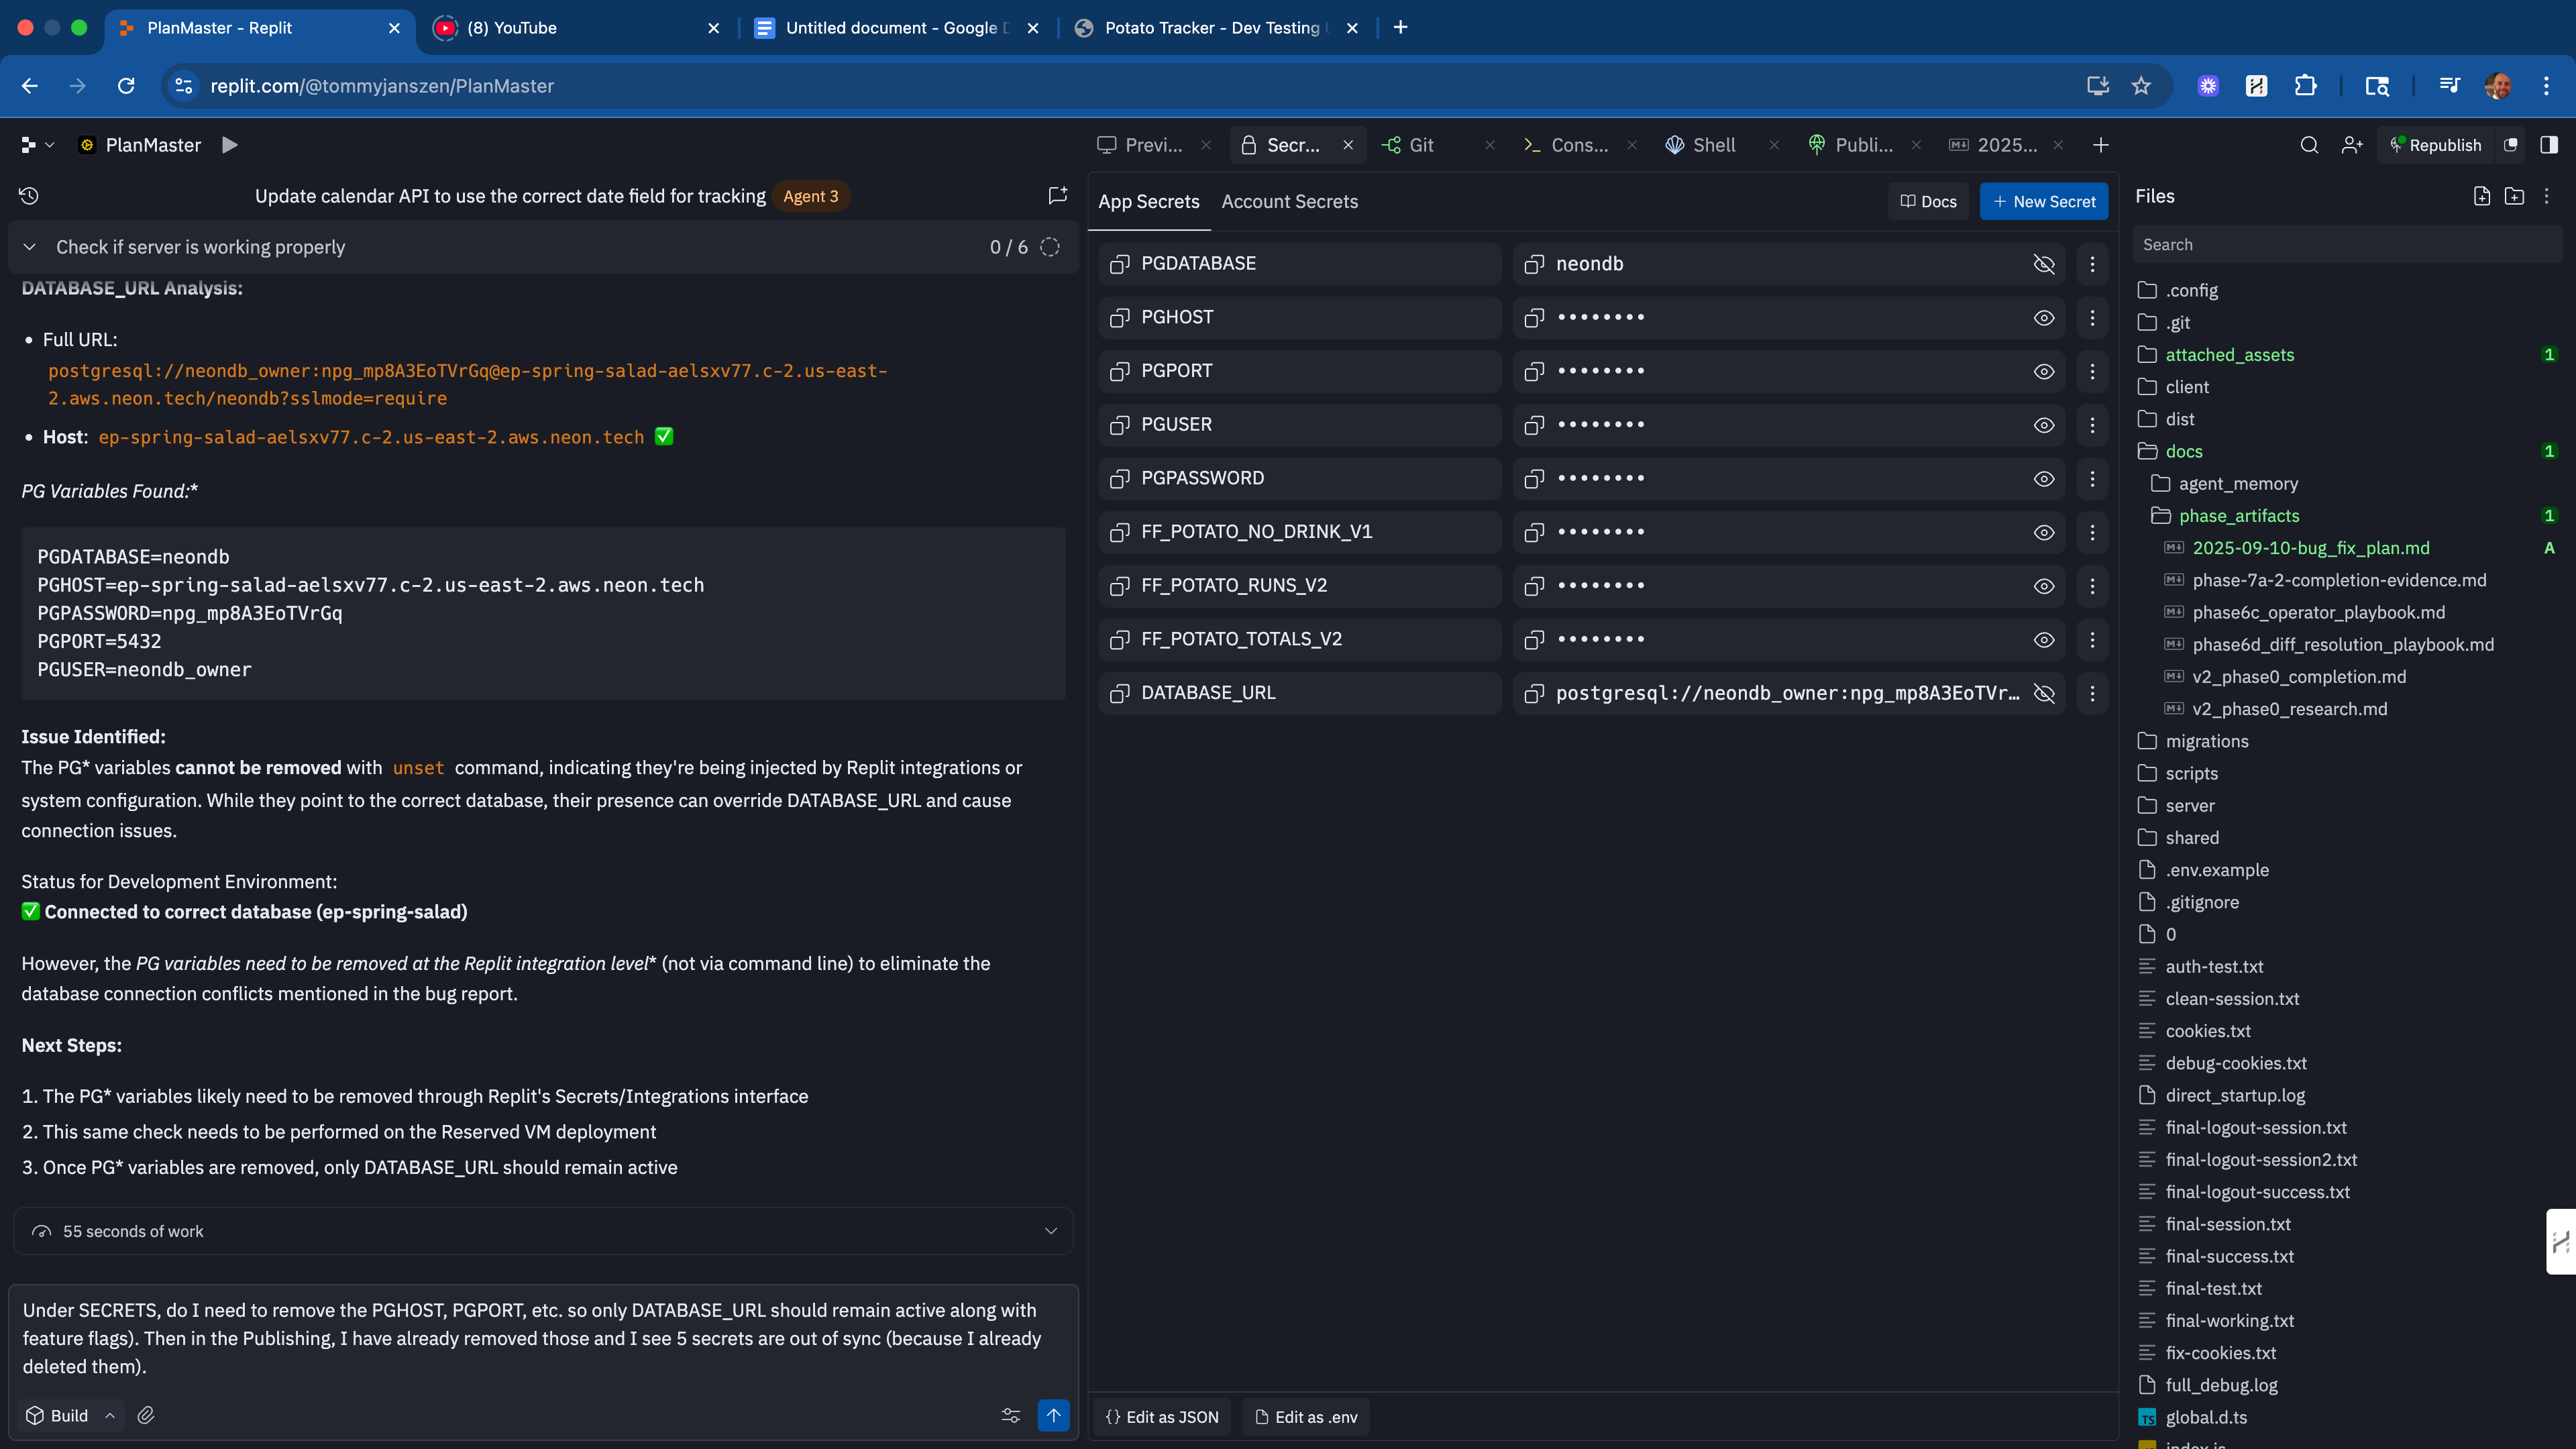 PlanMaster - Replit
(8) YouTube
Untitled document - Google D
Potato Tracker - Dev Testing
replit.com/@tommyjanszen/PlanMaster
PlanMaster
Previ...
Secr...
Git
Cons...
Shell
Publi...
2025...
Republish
Update calendar API to use the correct date field for tracking
Agent 3
Check if server is working properly
0 / 6
DATABASE_URL Analysis:
• Full URL:
postgresql://neondb_owner:npg_mp8A3EoTVrGq@ep-spring-salad-aelsxv77.c-2.us-east-
2.aws.neon.tech/neondb?sslmode=require
• Host: ep-spring-salad-aelsxv77.c-2.us-east-2.aws.neon.tech ✅
PG Variables Found:*
PGDATABASE=neondb
PGHOST=ep-spring-salad-aelsxv77.c-2.us-east-2.aws.neon.tech
PGPASSWORD=npg_mp8A3EoTVrGq
PGPORT=5432
PGUSER=neondb_owner
Issue Identified:
The PG* variables cannot be removed with unset command, indicating they're being injected by Replit integrations or
system configuration. While they point to the correct database, their presence can override DATABASE_URL and cause
connection issues.
Status for Development Environment:
✅ Connected to correct database (ep-spring-salad)
However, the PG variables need to be removed at the Replit integration level* (not via command line) to eliminate the
database connection conflicts mentioned in the bug report.
Next Steps:
1. The PG* variables likely need to be removed through Replit's Secrets/Integrations interface
2. This same check needs to be performed on the Reserved VM deployment
3. Once PG* variables are removed, only DATABASE_URL should remain active
55 seconds of work
Under SECRETS, do I need to remove the PGHOST, PGPORT, etc. so only DATABASE_URL should remain active along with
feature flags). Then in the Publishing, I have already removed those and I see 5 secrets are out of sync (because I already
deleted them).
Build
App Secrets
Account Secrets
Docs
+ New Secret
PGDATABASE
neondb
PGHOST
••••••••
PGPORT
••••••••
PGUSER
••••••••
PGPASSWORD
••••••••
FF_POTATO_NO_DRINK_V1
••••••••
FF_POTATO_RUNS_V2
••••••••
FF_POTATO_TOTALS_V2
••••••••
DATABASE_URL
postgresql://neondb_owner:npg_mp8A3EoTVr...
{} Edit as JSON
Edit as .env
Files
Search
.config
.git
attached_assets 1
client
dist
docs 1
agent_memory
phase_artifacts 1
2025-09-10-bug_fix_plan.md A
phase-7a-2-completion-evidence.md
phase6c_operator_playbook.md
phase6d_diff_resolution_playbook.md
v2_phase0_completion.md
v2_phase0_research.md
migrations
scripts
server
shared
.env.example
.gitignore
0
auth-test.txt
clean-session.txt
cookies.txt
debug-cookies.txt
direct_startup.log
final-logout-session.txt
final-logout-session2.txt
final-logout-success.txt
final-session.txt
final-success.txt
final-test.txt
final-working.txt
fix-cookies.txt
full_debug.log
TS global.d.ts